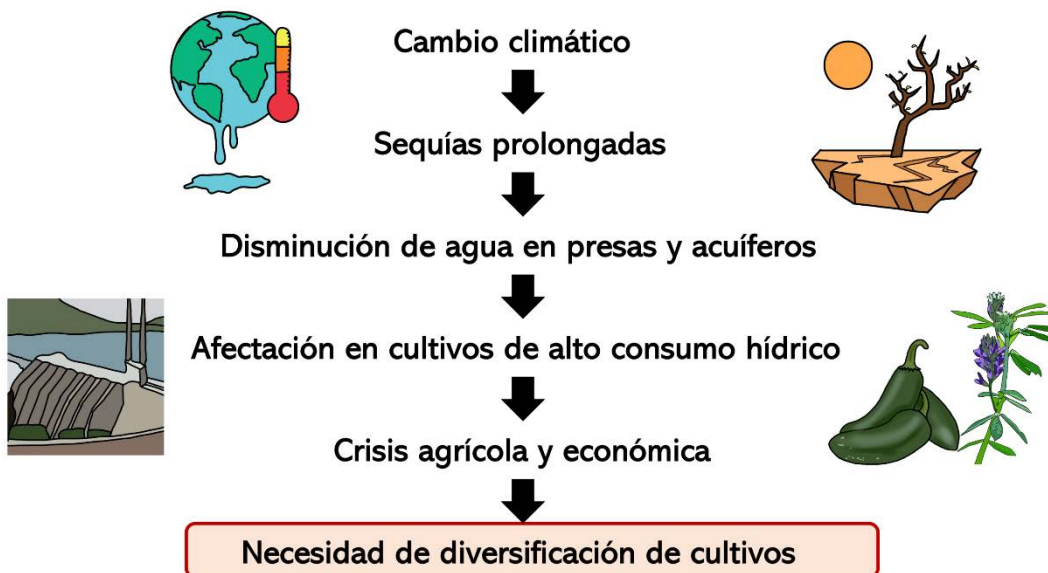 Cambio climático
Sequías prolongadas
Disminución de agua en presas y acuíferos
Afectación en cultivos de alto consumo hídrico
Crisis agrícola y económica
Necesidad de diversificación de cultivos